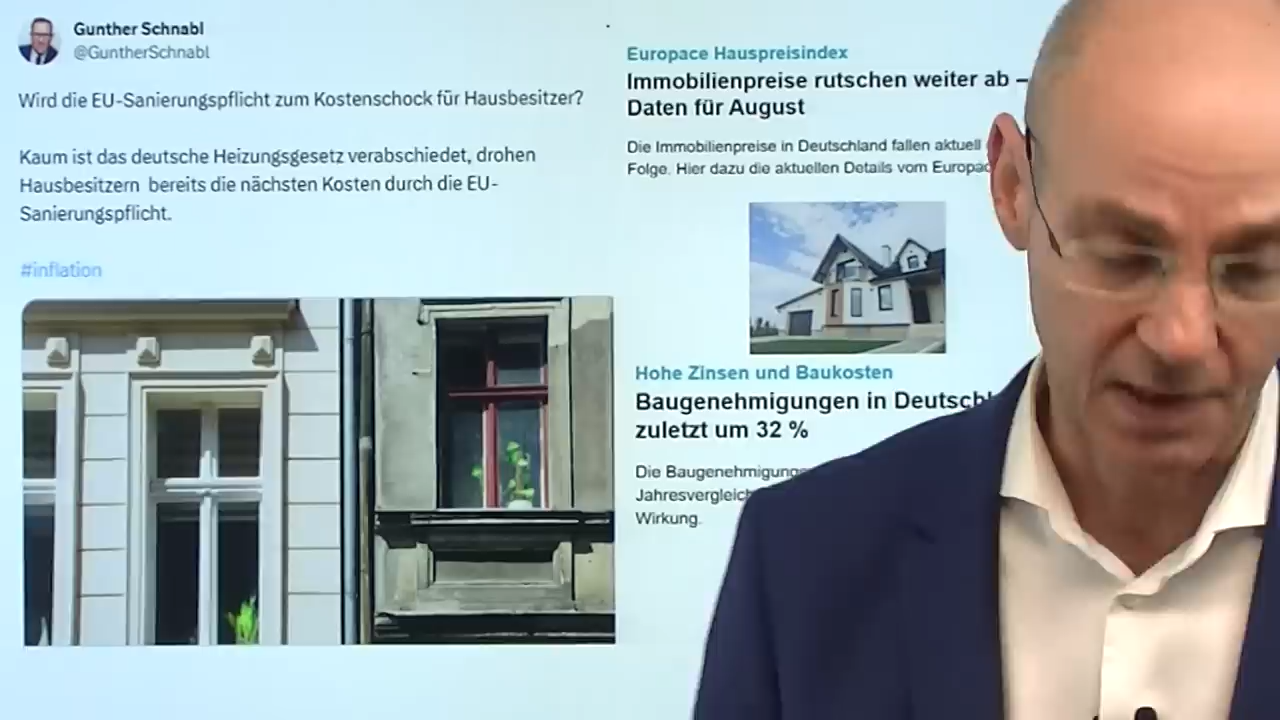 Gunther Schnabl
@GuntherSchnabl
Wird die EU-Sanierungspflicht zum Kostenschock für Hausbesitzer?
Kaum ist das deutsche Heizungsgesetz verabschiedet, drohen
Hausbesitzern bereits die nächsten Kosten durch die EU-
Sanierungspflicht.
#inflation
Europace Hauspreisindex
Immobilienpreise rutschen weiter ab –
Daten für August
Die Immobilienpreise in Deutschland fallen aktuell
Folge. Hier dazu die aktuellen Details vom
Hohe Zinsen und Baukosten
Baugenehmigungen in
zuletzt um 32 %
Die
Wirkung.